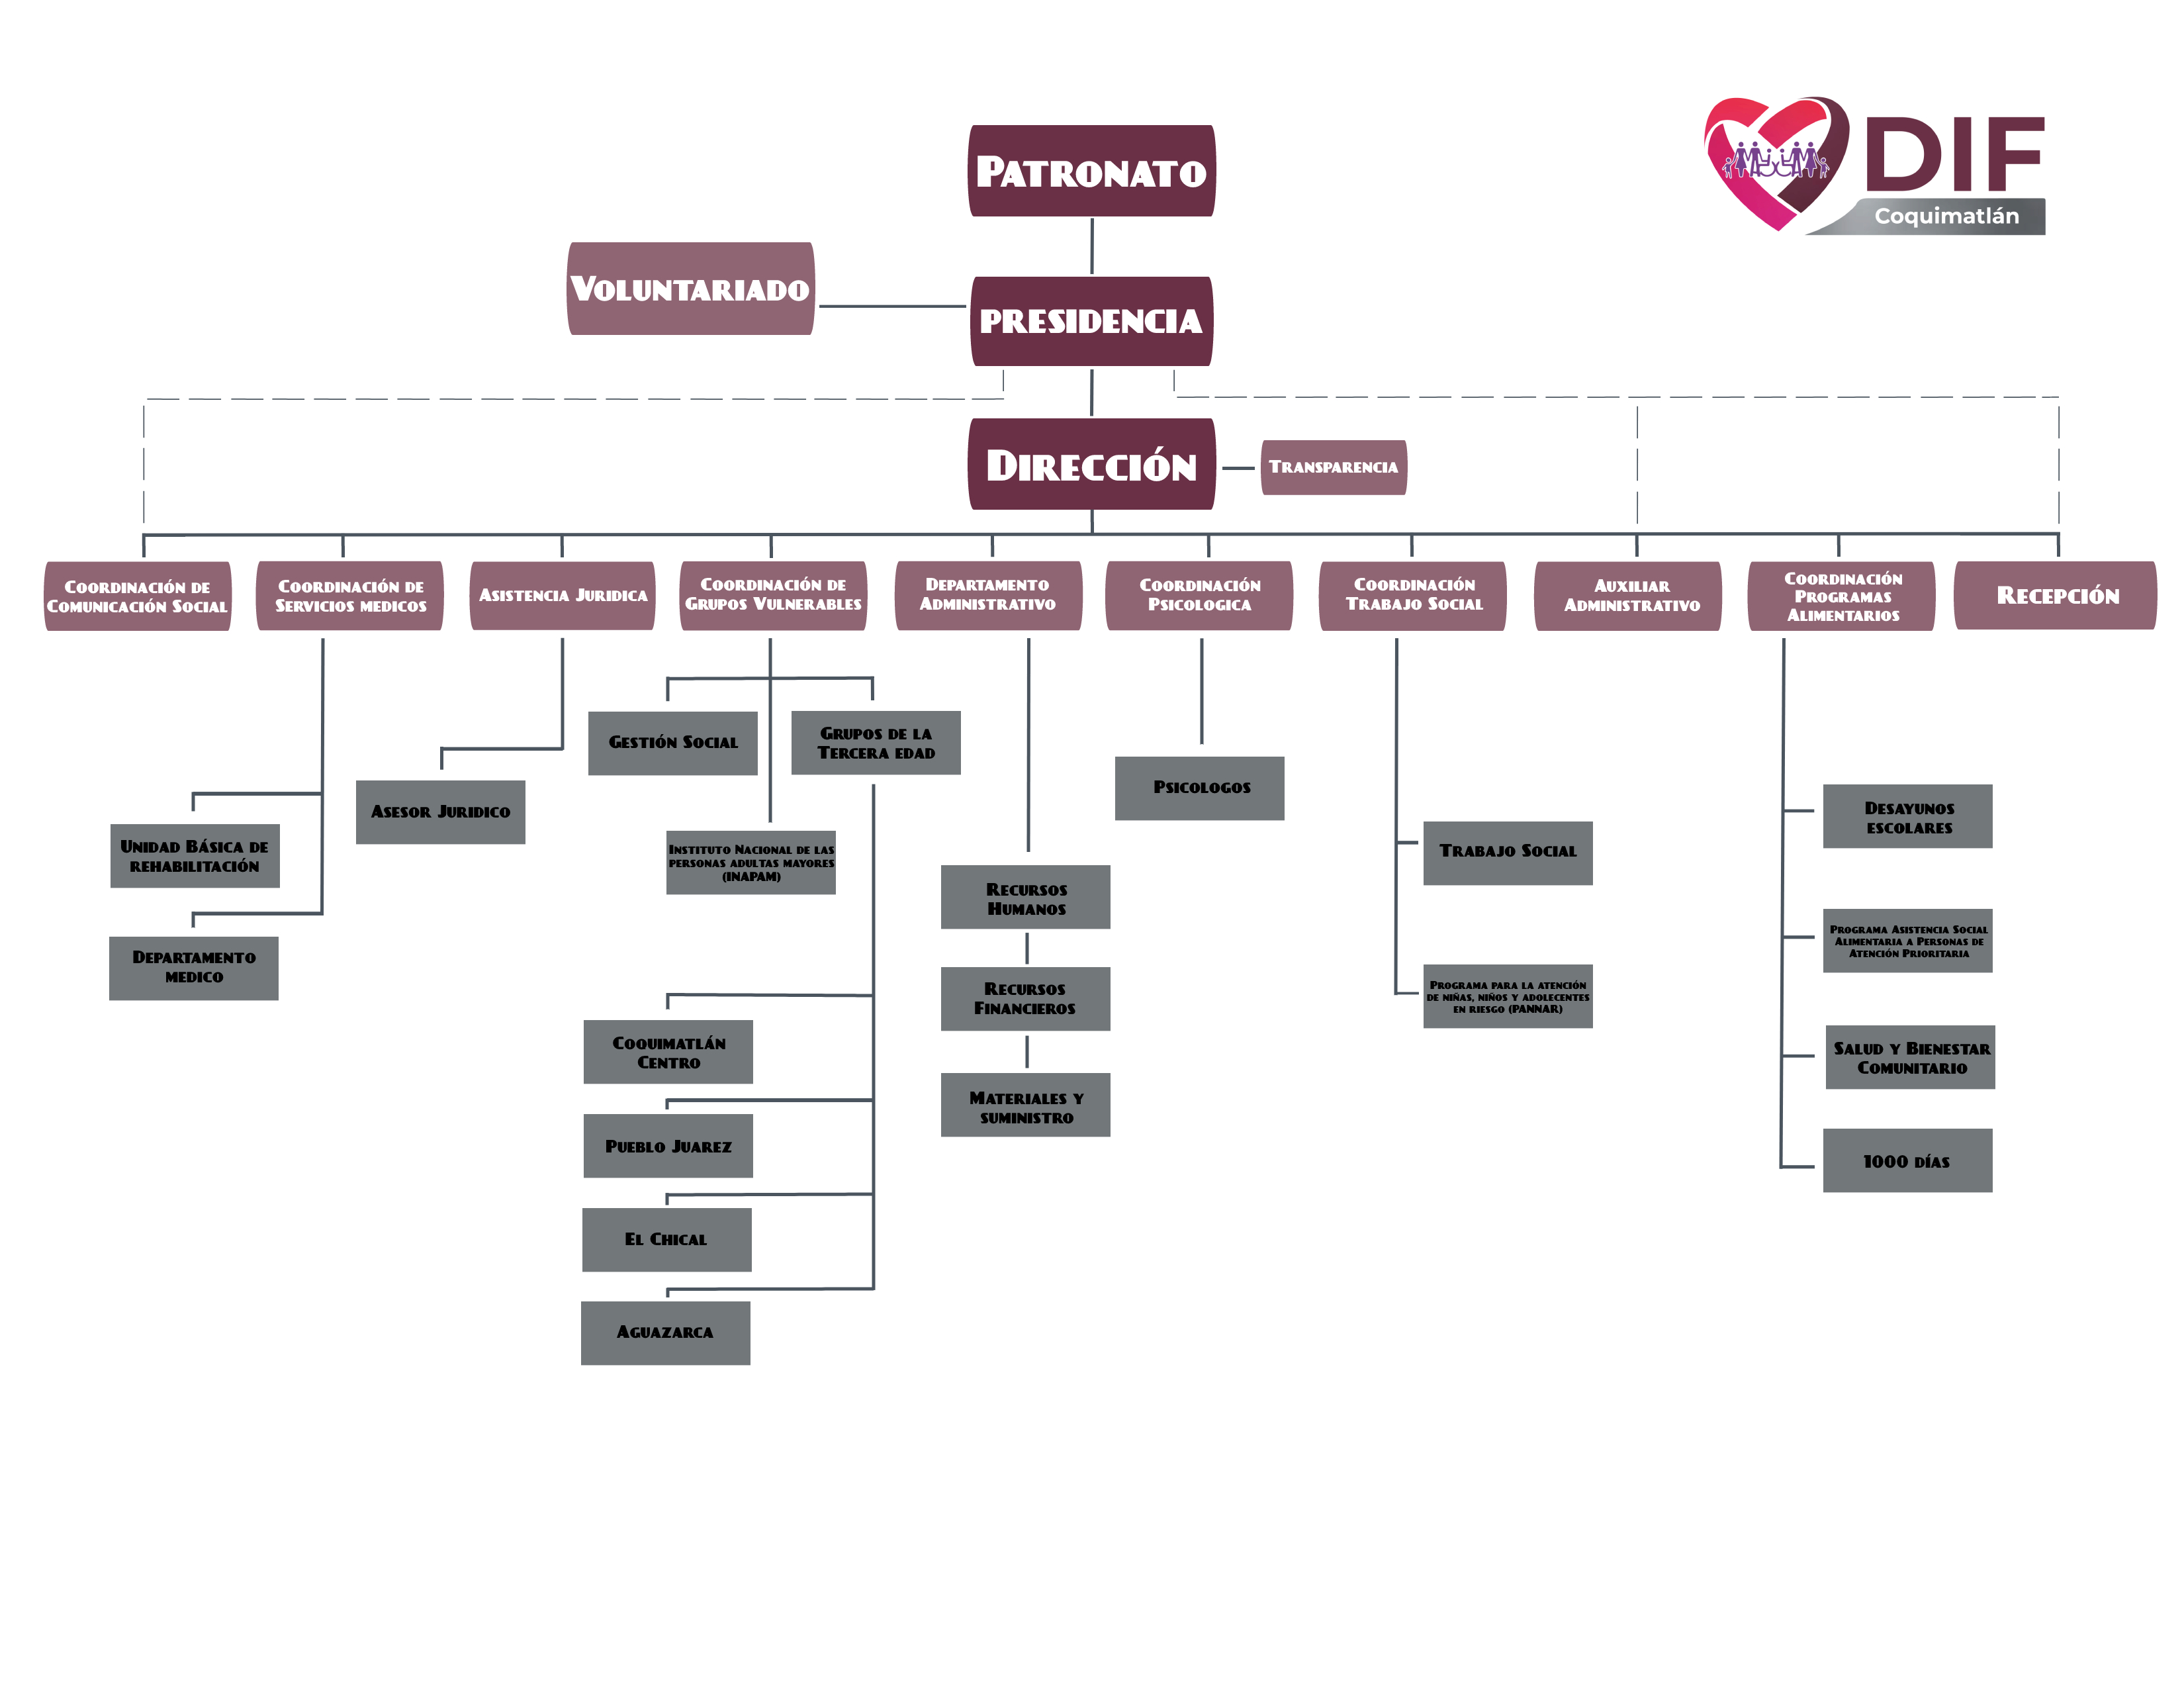 PATRONATO
DIF
Coquimatlán
VOLUNTARIADO
PRESIDENCIA
DIRECCIÓN
TRANSPARENCIA
COORDINACIÓN DE
COMUNICACIÓN SOCIAL
COORDINACIÓN DE
SERVICIOS MEDICOS
ASISTENCIA JURIDICA
COORDINACIÓN DE
GRUPOS VULNERABLES
DEPARTAMENTO
ADMINISTRATIVO
COORDINACIÓN
PSICOLOGICA
COORDINACIÓN
TRABAJO SOCIAL
AUXILIAR
ADMINISTRATIVO
COORDINACIÓN
PROGRAMAS
ALIMENTARIOS
RECEPCIÓN
UNIDAD BÁSICA DE
REHABILITACIÓN
DEPARTAMENTO
MEDICO
ASESOR JURIDICO
GESTIÓN SOCIAL
GRUPOS DE LA
TERCERA EDAD
INSTITUTO NACIONAL DE LAS
PERSONAS ADULTAS MAYORES
(INAPAM)
COQUIMATLÁN
CENTRO
PUEBLO JUAREZ
EL CHICAL
AGUAZARCA
RECURSOS
HUMANOS
RECURSOS
FINANCIEROS
MATERIALES Y
SUMINISTRO
PSICOLOGOS
TRABAJO SOCIAL
PROGRAMA PARA LA ATENCIÓN
DE NIÑAS, NIÑOS Y ADOLECENTES
EN RIESGO (PANNAR)
DESAYUNOS
ESCOLARES
PROGRAMA ASISTENCIA SOCIAL
ALIMENTARIA A PERSONAS DE
ATENCIÓN PRIORITARIA
SALUD Y BIENESTAR
COMUNITARIO
1000 DÍAS